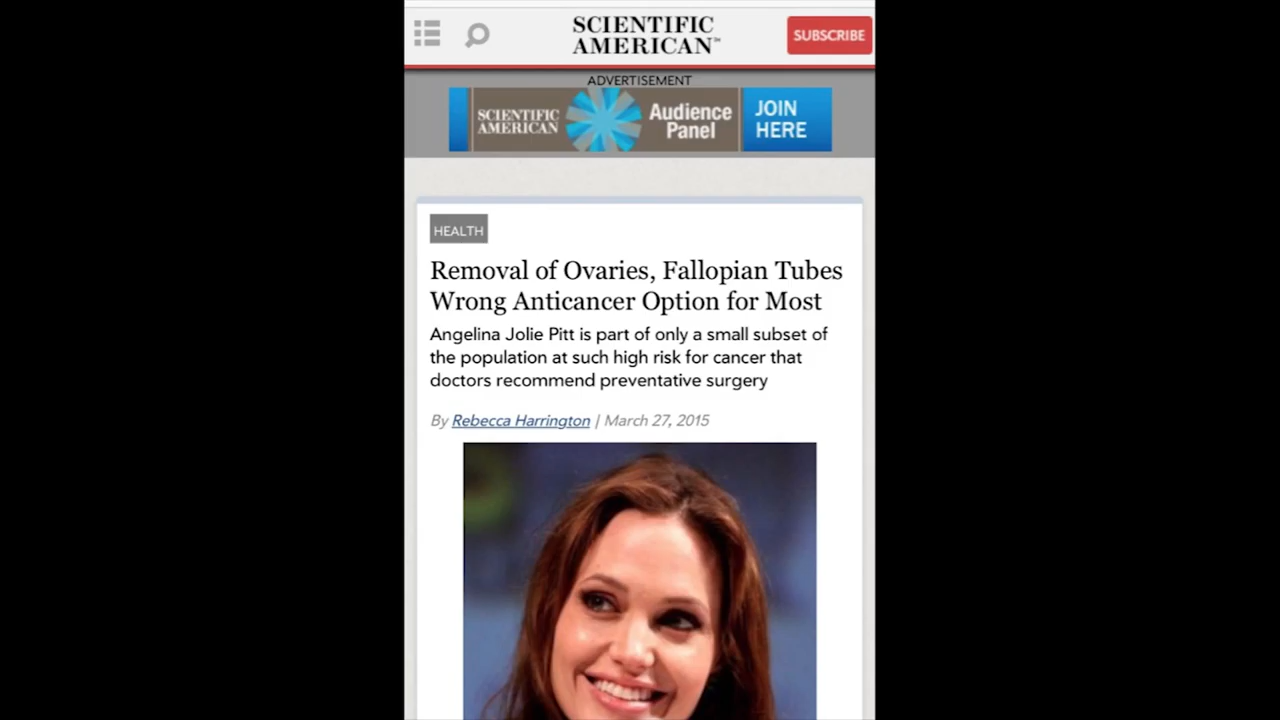 SCIENTIFIC
AMERICAN™
SUBSCRIBE
ADVERTISEMENT
SCIENTIFIC
AMERICAN
Audience
Panel
JOIN
HERE
HEALTH
Removal of Ovaries, Fallopian Tubes
Wrong Anticancer Option for Most
Angelina Jolie Pitt is part of only a small subset of
the population at such high risk for cancer that
doctors recommend preventative surgery
By Rebecca Harrington | March 27, 2015